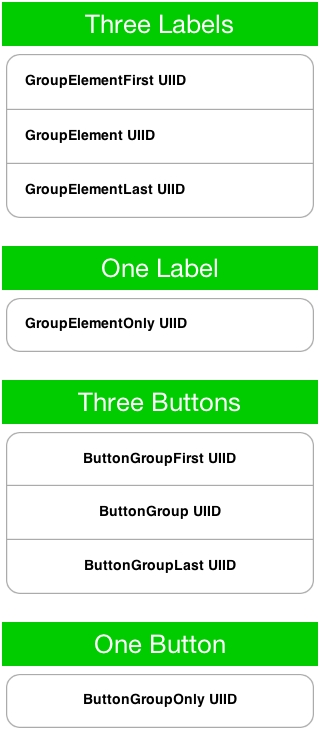 Three Labels
GroupElementFirst UIID
GroupElement UIID
GroupElementLast UIID
One Label
GroupElementOnly UIID
Three Buttons
ButtonGroupFirst UIID
ButtonGroup UIID
ButtonGroupLast UIID
One Button
ButtonGroupOnly UIID